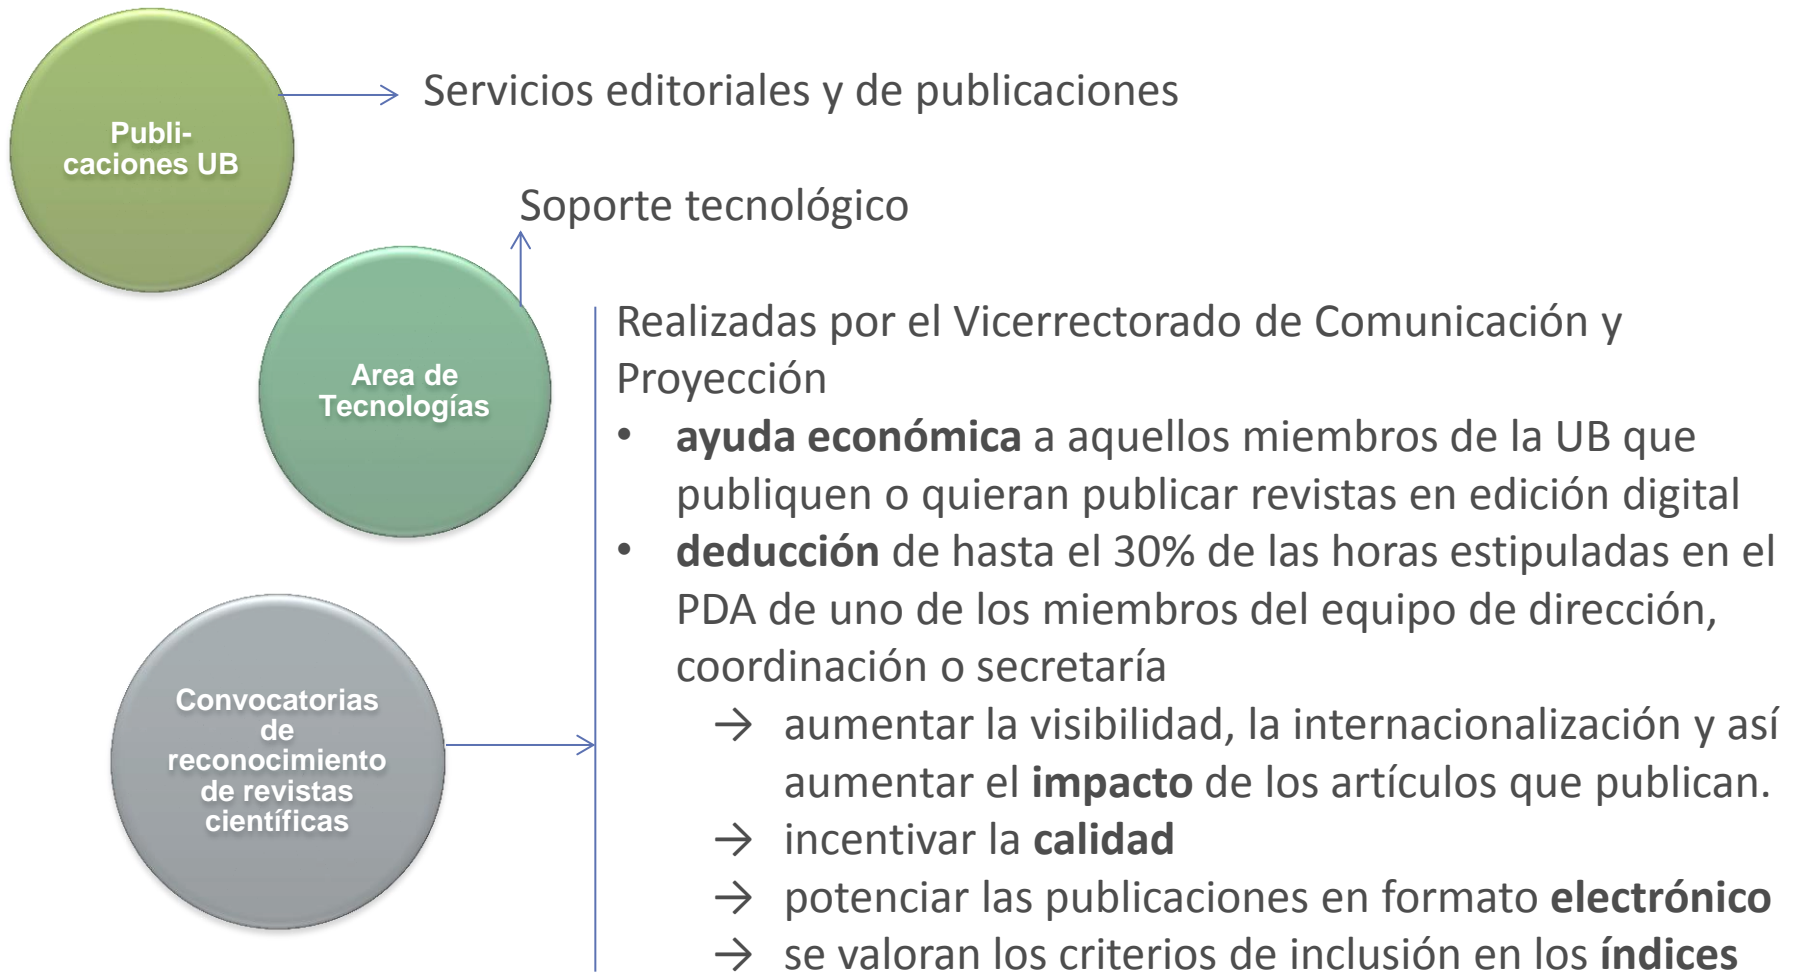 Publi-
caciones UB
Servicios editoriales y de publicaciones
Soporte tecnológico
Area de
Tecnologías
Convocatorias
de
reconocimiento
de revistas
científicas
Realizadas por el Vicerrectorado de Comunicación y
Proyección
• ayuda económica a aquellos miembros de la UB que
publiquen o quieran publicar revistas en edición digital
• deducción de hasta el 30% de las horas estipuladas en el
PDA de uno de los miembros del equipo de dirección,
coordinación o secretaría
→ aumentar la visibilidad, la internacionalización y así
aumentar el impacto de los artículos que publican.
→ incentivar la calidad
→ potenciar las publicaciones en formato electrónico
→ se valoran los criterios de inclusión en los índices